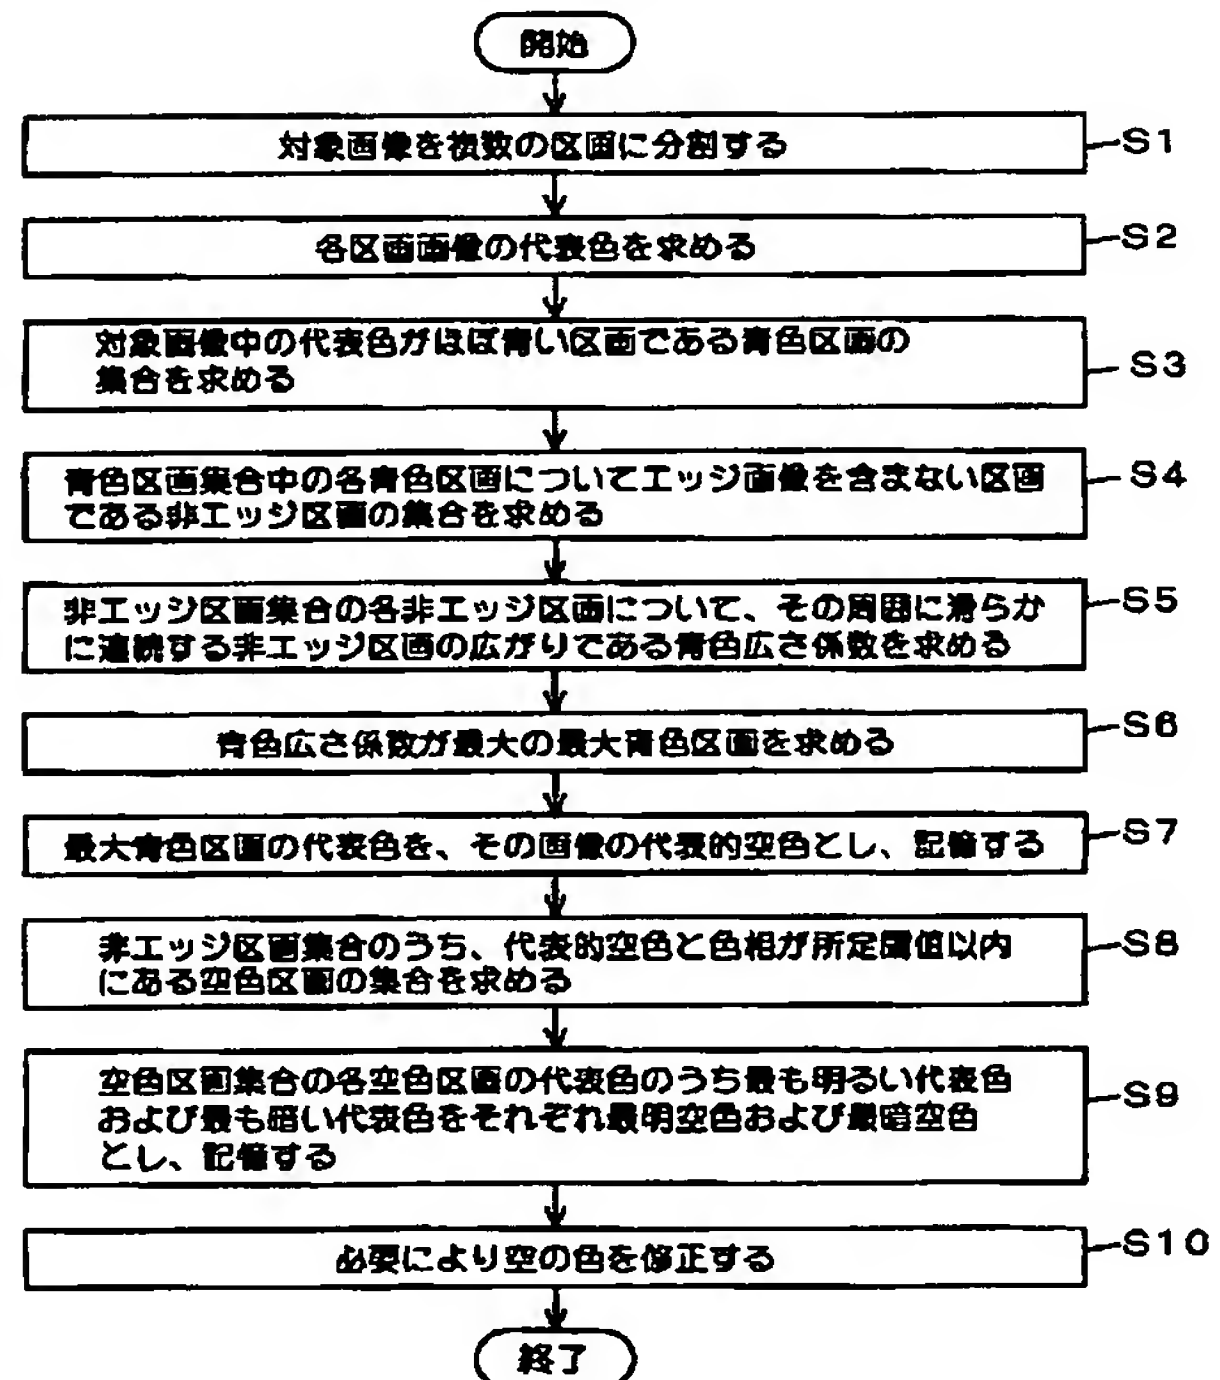 開始
対象画像を複数の区画に分割する
S1
各区画画像の代表色を求める
S2
対象画像中の代表色がほぼ青い区画である青色区画の
集合を求める
S3
青色区画集合中の各青色区画についてエッジ画像を含まない区画
である非エッジ区画の集合を求める
S4
非エッジ区画集合の各非エッジ区画について、その周囲に滑らか
に連続する非エッジ区画の広がりである青色広さ係数を求める
S5
青色広さ係数が最大の最大青色区画を求める
S6
最大青色区画の代表色を、その画像の代表的空色とし、記憶する
S7
非エッジ区画集合のうち、代表的空色と色相が所定閾値以内
にある空色区画の集合を求める
S8
空色区画集合の各空色区画の代表色のうち最も明るい代表色
および最も暗い代表色をそれぞれ最明空色および最暗空色
とし、記憶する
S9
必要により空の色を修正する
S10
終了